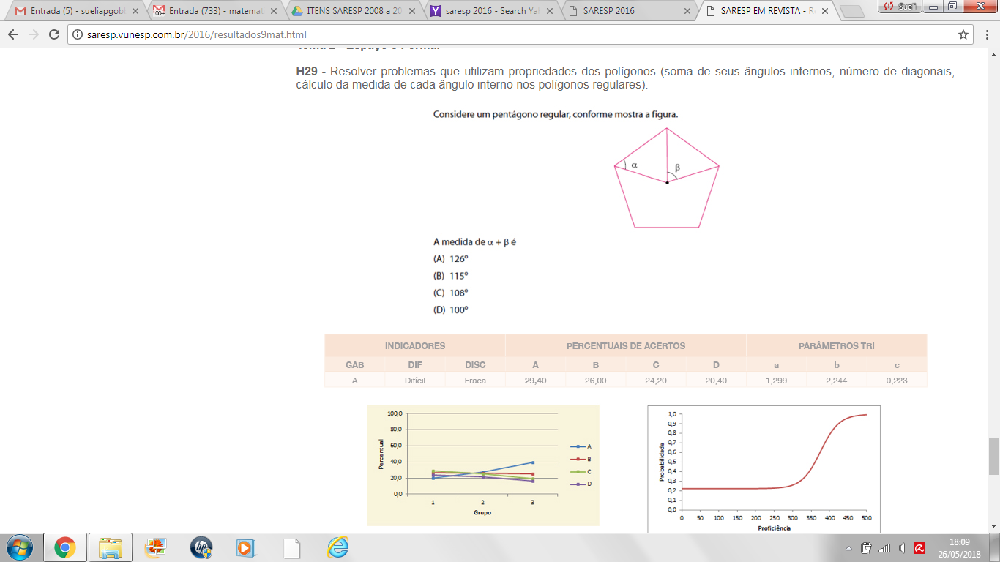 Entrada (5) - sueliapgobl
Entrada (733) - matemat
ITENS SARESP 2008 a 20
saresp 2016 - Search Ya
SARESP 2016
SARESP EM REVISTA - R
Sueli
saresp.vunesp.com.br/2016/resultados9mat.html
H29 - Resolver problemas que utilizam propriedades dos polígonos (soma de seus ângulos internos, número de diagonais,
cálculo da medida de cada ângulo interno nos polígonos regulares).
Considere um pentágono regular, conforme mostra a figura.
α β
A medida de α + β é
(A) 126º
(B) 115º
(C) 108º
(D) 100º
INDICADORES PERCENTUAIS DE ACERTOS PARÂMETROS TRI
GAB DIF DISC A B C D a b c
A Difícil Fraca 29,40 26,00 24,20 20,40 1,299 2,244 0,223
100,0
80,0
60,0
40,0
20,0
0,0
Percentual
1 2 3
Grupo
A
B
C
D
1,0
0,9
0,8
0,7
0,6
0,5
0,4
0,3
0,2
0,1
0,0
Probabilidade
0 50 100 150 200 250 300 350 400 450 500
Proficiência
18:09
26/05/2018